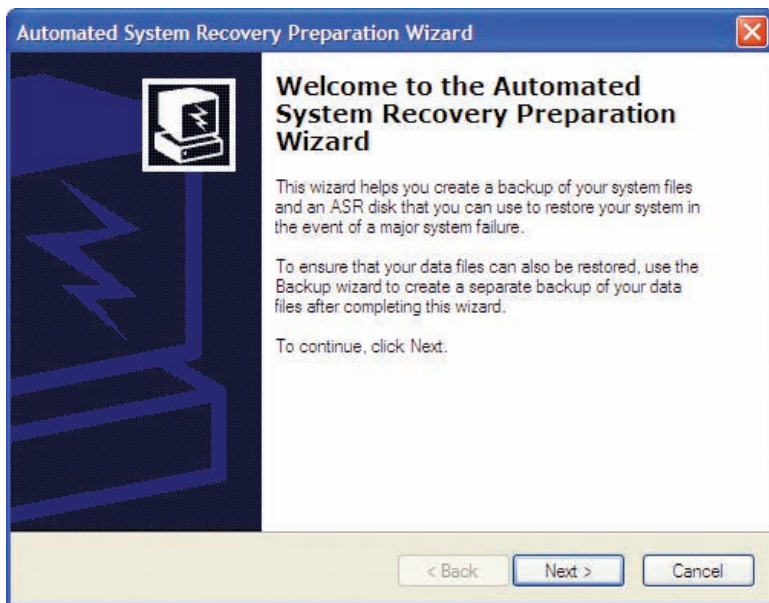 Automated System Recovery Preparation Wizard
Welcome to the Automated
System Recovery Preparation
Wizard
This wizard helps you create a backup of your system files
and an ASR disk that you can use to restore your system in
the event of a major system failure.
To ensure that your data files can also be restored, use the
Backup wizard to create a separate backup of your data
files after completing this wizard.
To continue, click Next.
< Back
Next >
Cancel